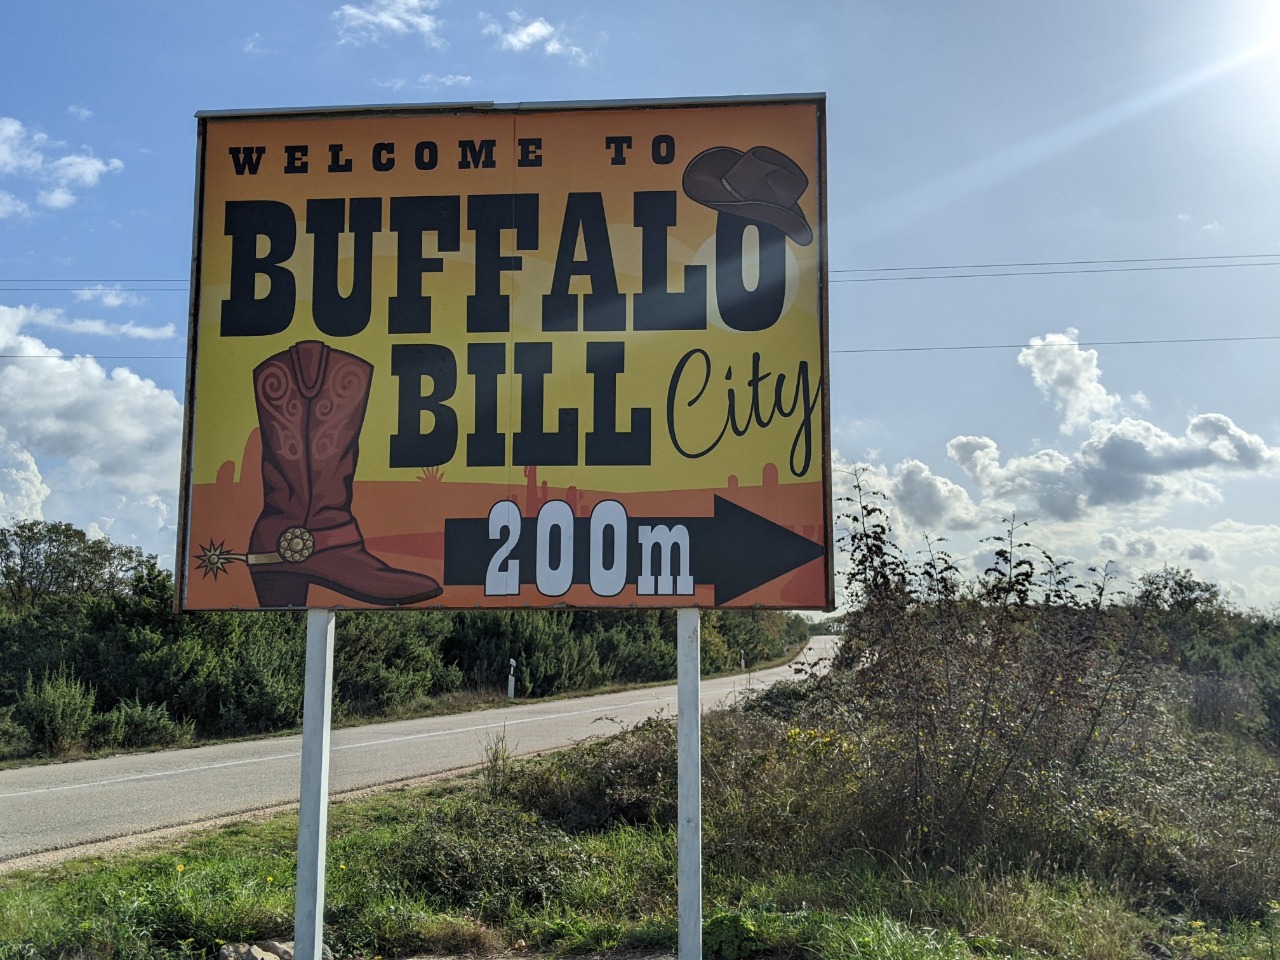 WELCOME TO
BUFFALO
BILL City
200m